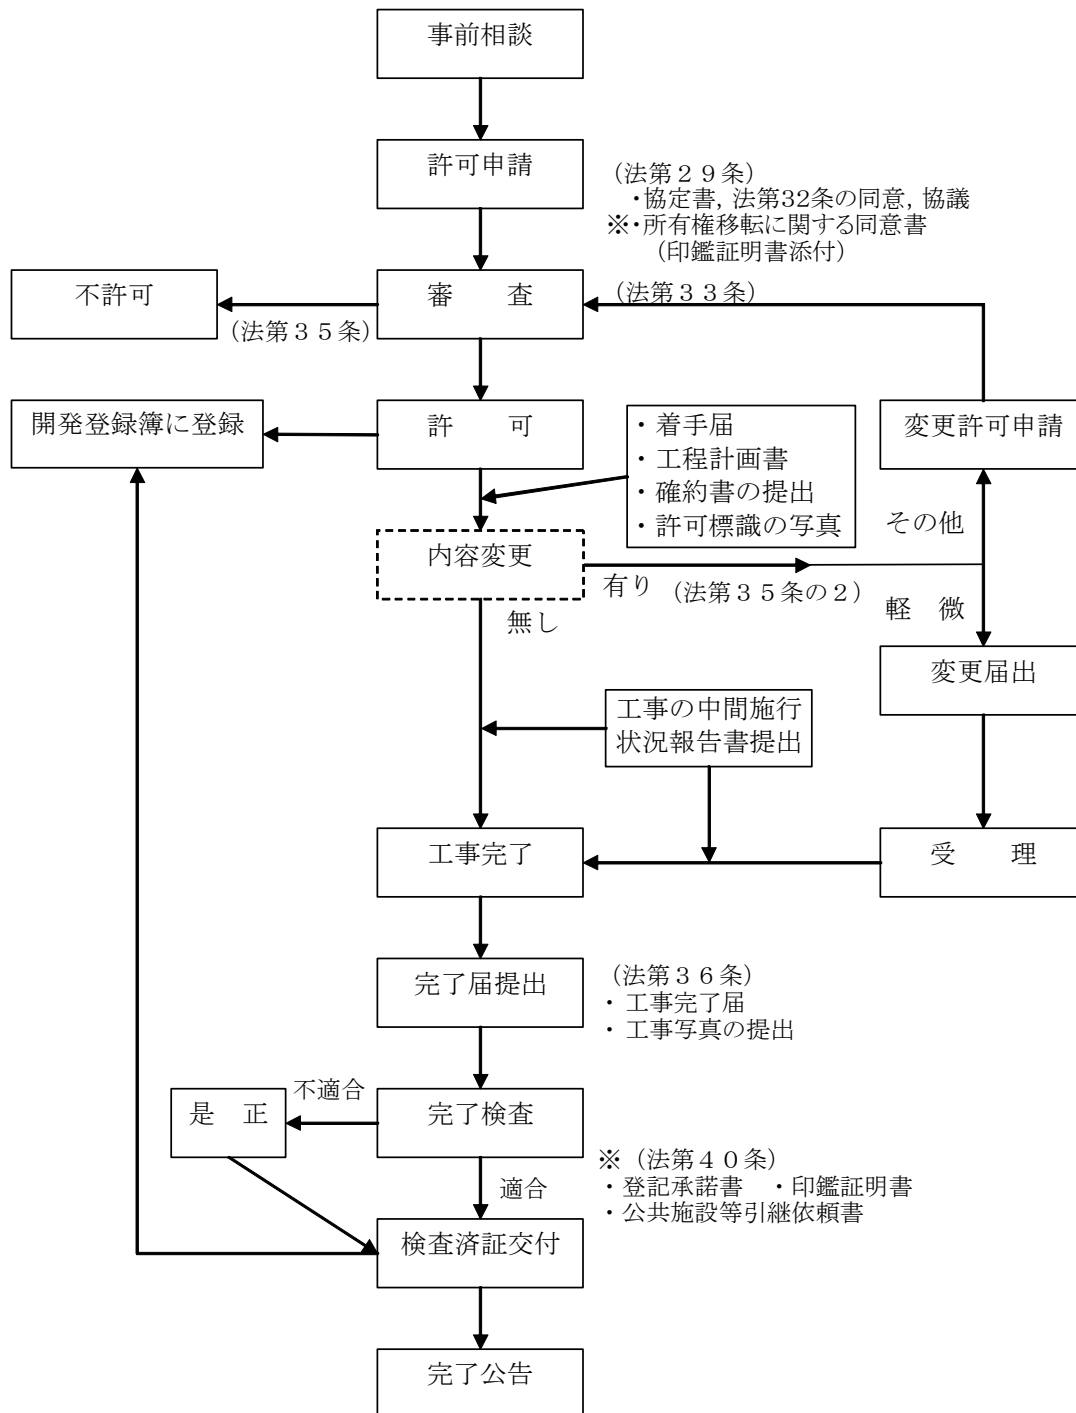 事前相談
許可申請
（法第２９条）
・協定書，法第32条の同意，協議
※・所有権移転に関する同意書
（印鑑証明書添付）
不許可
審　　査
（法第３３条）
（法第３５条）
開発登録簿に登録
許　　可
・着手届
・工程計画書
・確約書の提出
・許可標識の写真
変更許可申請
その他
内容変更
有り
（法第３５条の２）
無し
軽　微
変更届出
工事の中間施行
状況報告書提出
工事完了
受　　理
完了届提出
（法第３６条）
・工事完了届
・工事写真の提出
不適合
是　正
完了検査
適合
※（法第４０条）
・登記承諾書　・印鑑証明書
・公共施設等引継依頼書
検査済証交付
完了公告